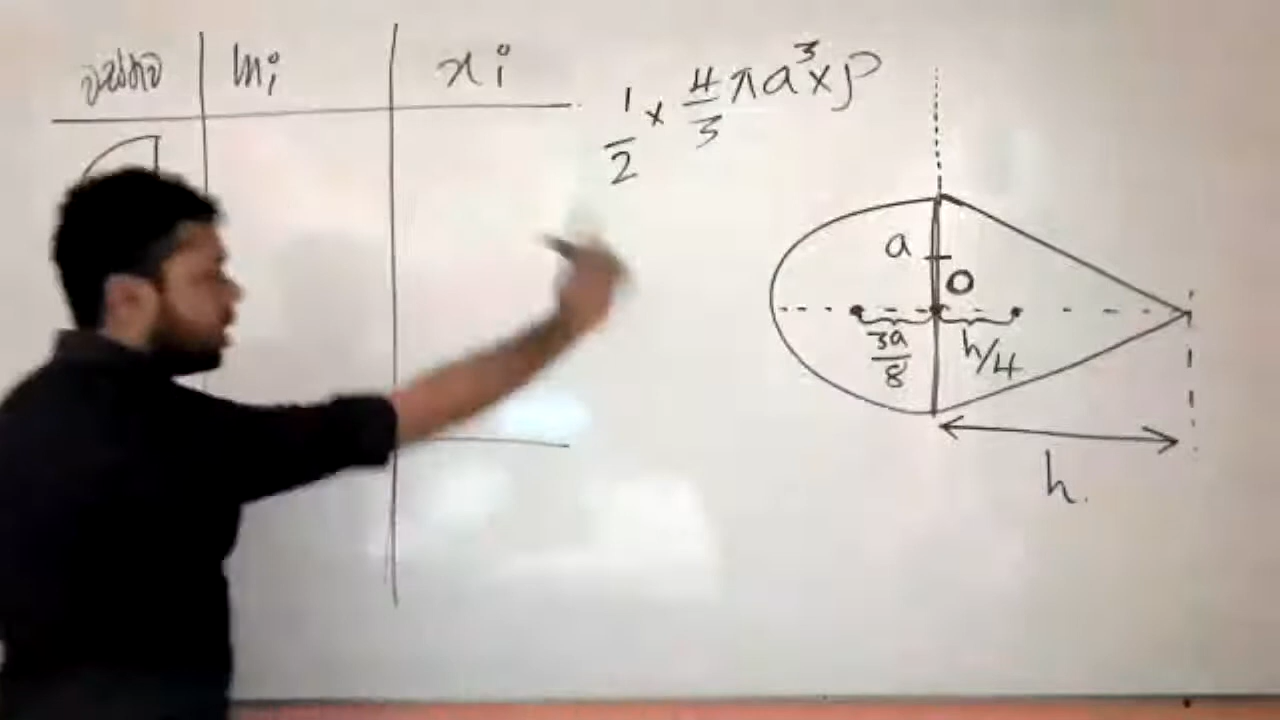 mᵢ
xᵢ
1/2 × 4/3 πa³×ρ
a
O
3a/8
h/4
h.